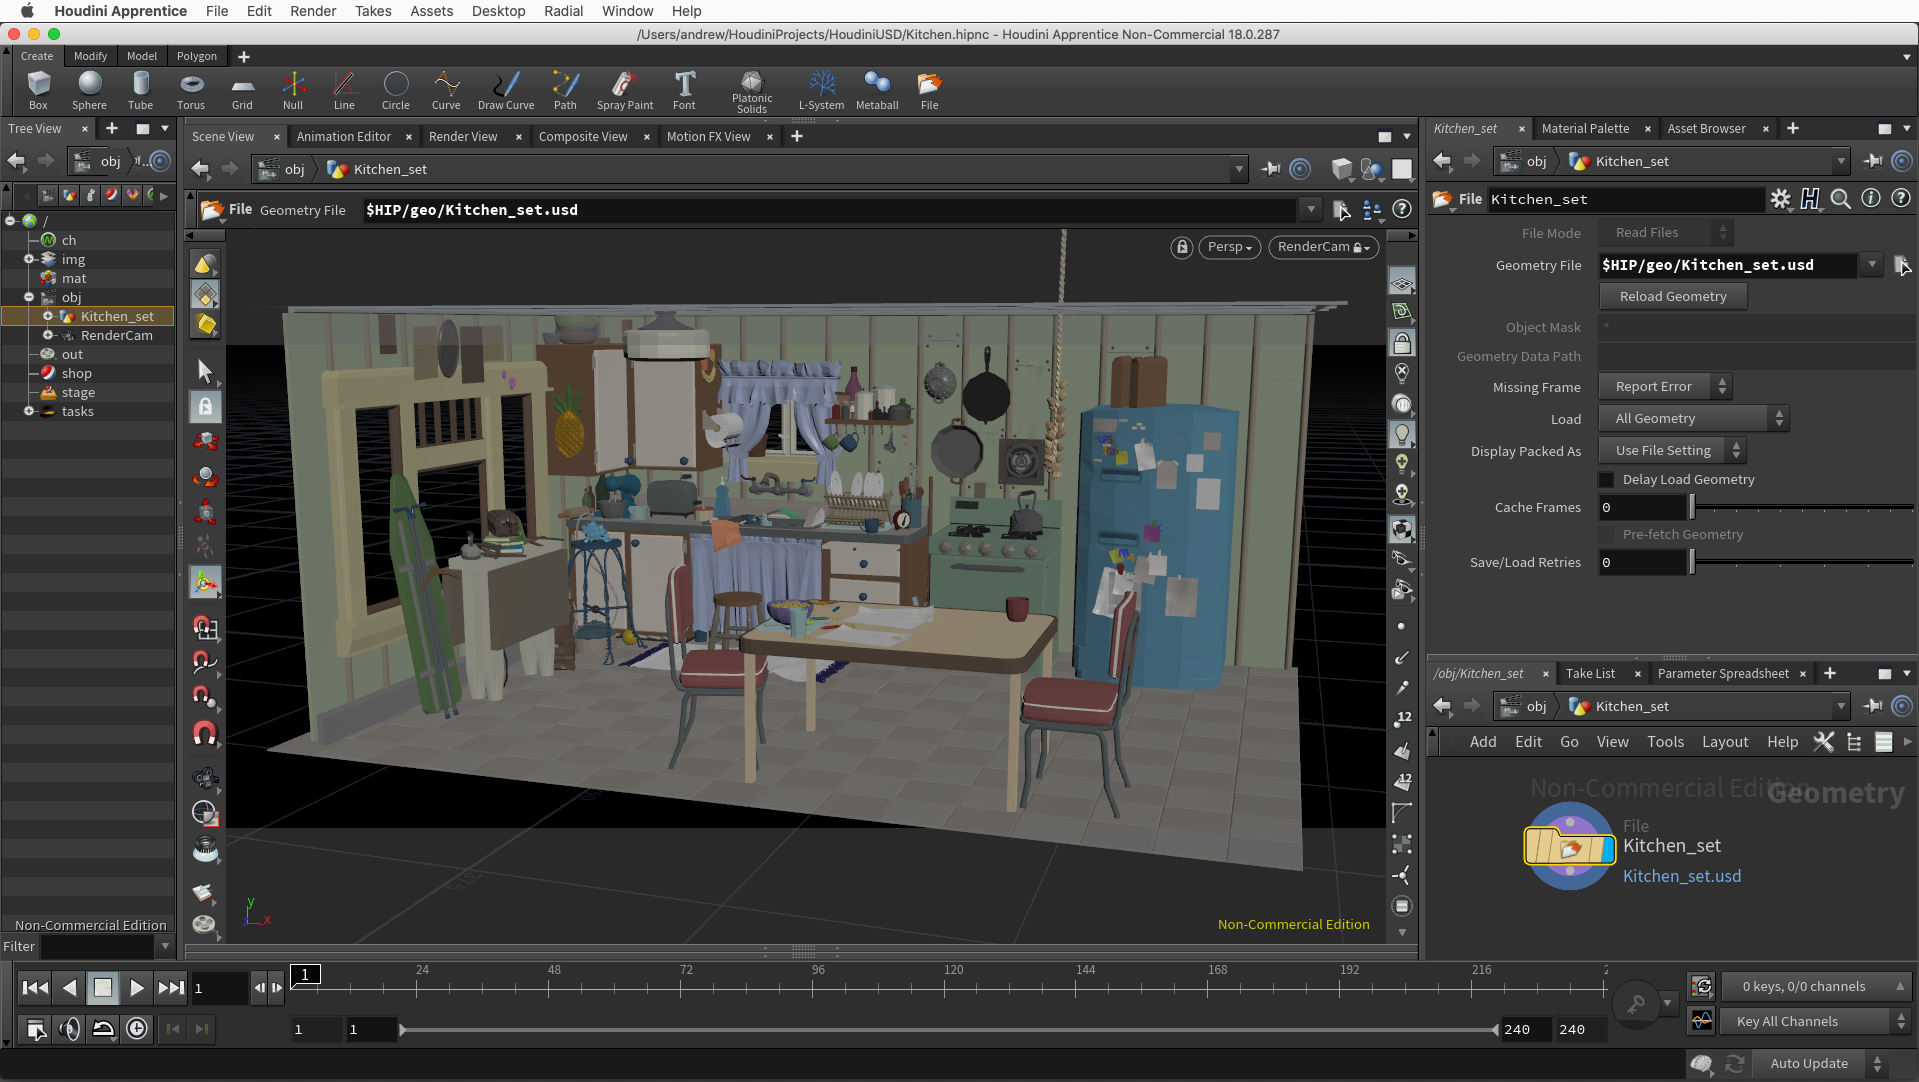 Houdini Apprentice File Edit Render Takes Assets Desktop Radial Window Help
/Users/andrew/HoudiniProjects/HoudiniUSD/Kitchen.hipnc - Houdini Apprentice Non-Commercial 18.0.287
Create Modify Model Polygon
Box Sphere Tube Torus Grid Null Line Circle Curve Draw Curve Path Spray Paint Font Platonic Solids L-System Metaball File
Tree View
obj
/
ch
img
mat
obj
Kitchen_set
RenderCam
out
shop
stage
tasks
Non-Commercial Edition
Filter
Scene View Animation Editor Render View Composite View Motion FX View
obj Kitchen_set
File Geometry File $HIP/geo/Kitchen_set.usd
Persp RenderCam
12
12
y
x
z
Non-Commercial Edition
Kitchen_set Material Palette Asset Browser
obj Kitchen_set
File Kitchen_set
File Mode Read Files
Geometry File $HIP/geo/Kitchen_set.usd
Reload Geometry
Object Mask *
Geometry Data Path
Missing Frame Report Error
Load All Geometry
Display Packed As Use File Setting
Delay Load Geometry
Cache Frames 0
Pre-fetch Geometry
Save/Load Retries 0
/obj/Kitchen_set Take List Parameter Spreadsheet
obj Kitchen_set
Add Edit Go View Tools Layout Help
Non-Commercial Edition
Geometry
File
Kitchen_set
Kitchen_set.usd
1 1 24 48 72 96 120 144 168 192 216 2
0 keys, 0/0 channels
1 1 240 240
Key All Channels
Auto Update